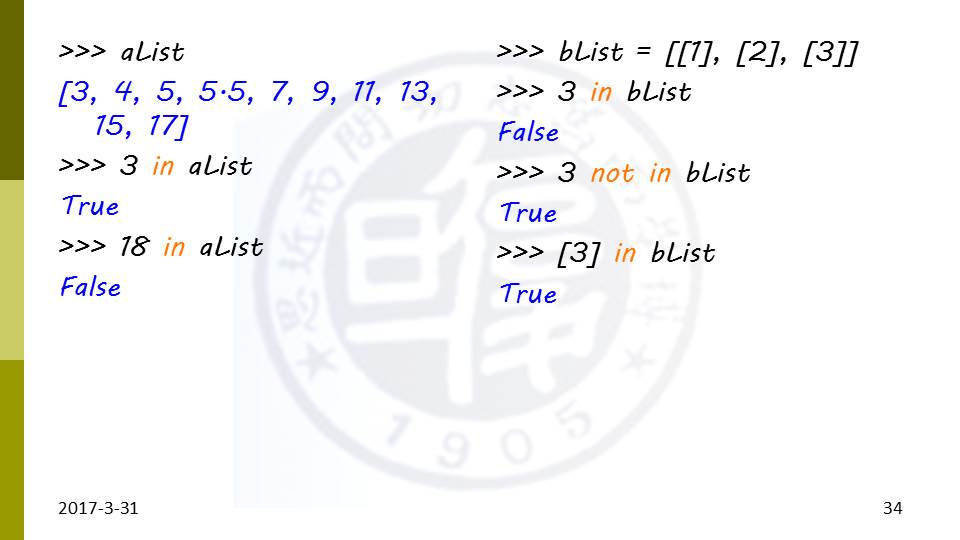 >>> aList
[3, 4, 5, 5.5, 7, 9, 11, 13,
15, 17]
>>> 3 in aList
True
>>> 18 in aList
False
>>> bList = [[1], [2], [3]]
>>> 3 in bList
False
>>> 3 not in bList
True
>>> [3] in bList
True
1905
2017-3-31
34